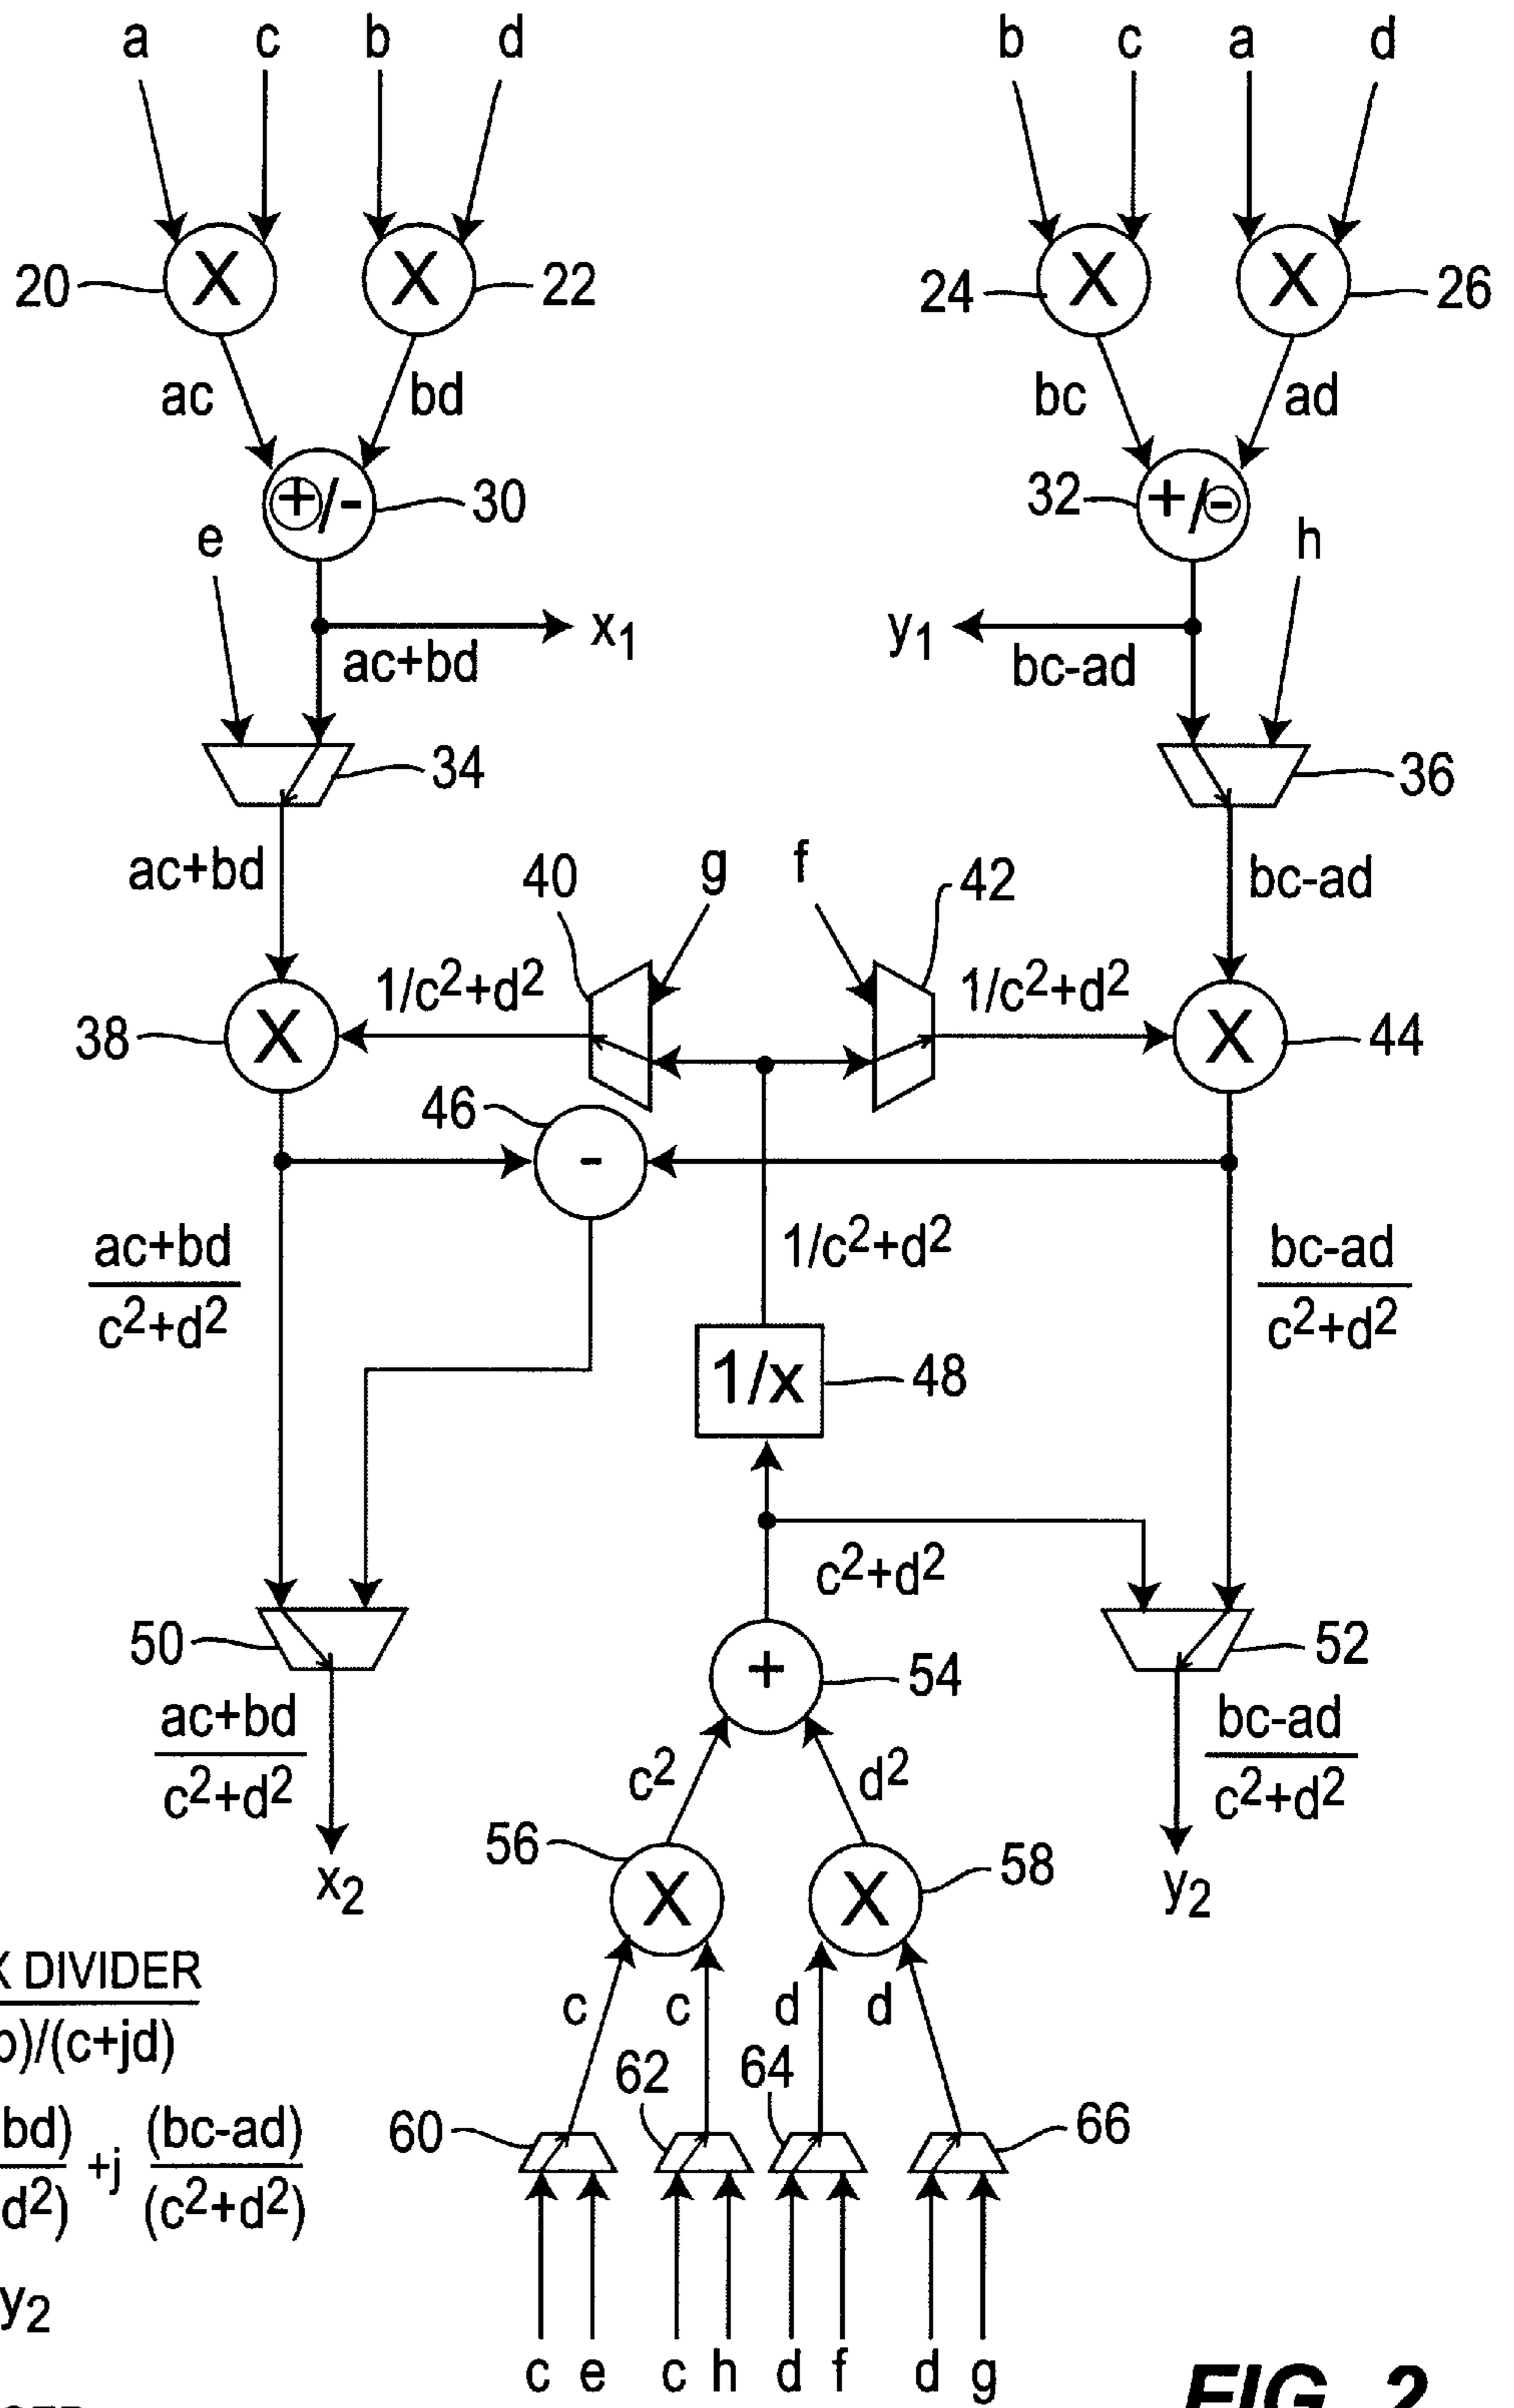 a c b d b c a d
X X X X
20 22 24 26
ac bd bc ad
+/- 30 32 +/-
e h
x1 y1
ac+bd bc-ad
34 36
ac+bd 40 g f 42 bc-ad
1/c2+d2 1/c2+d2
38 X X 44
46 -
ac+bd 1/c2+d2 bc-ad
c2+d2 c2+d2
1/x 48
c2+d2
50 + 54 52
ac+bd bc-ad
c2+d2 c2 d2 c2+d2
56 X X 58
x2 y2
X DIVIDER
b)/(c+jd)
c c d d
62 64
60 66
bd) +j (bc-ad)
d2) (c2+d2)
y2
c e c h d f d g
FIG. 2